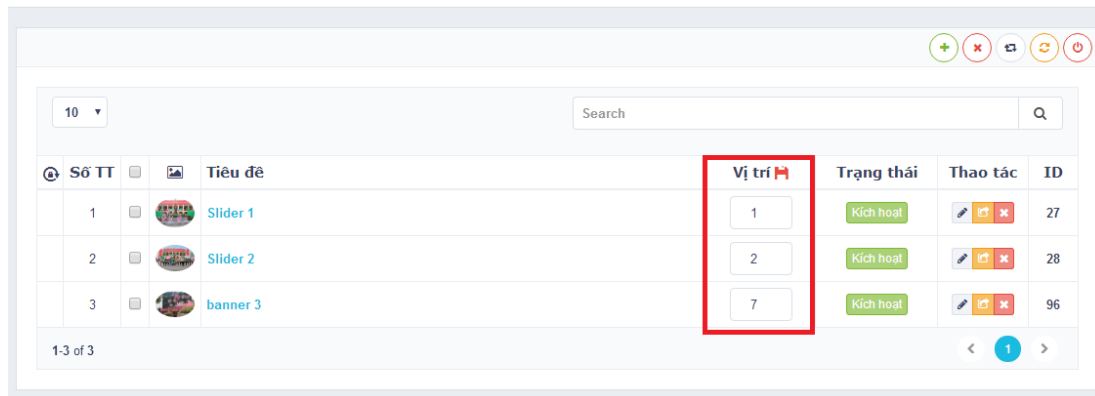 10
Search
Số TT Tiêu đề Vị trí Trạng thái Thao tác ID
1 Slider 1 1 Kích hoạt 27
2 Slider 2 2 Kích hoạt 28
3 banner 3 7 Kích hoạt 96
1-3 of 3 1